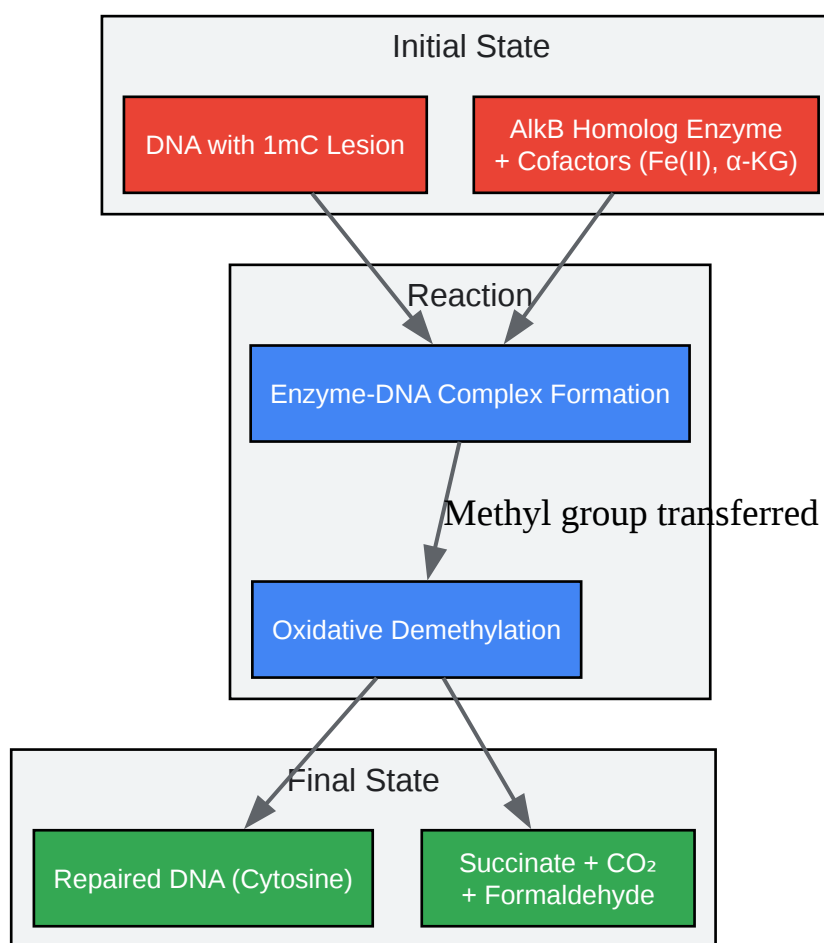 Initial State
DNA with 1mC Lesion
AlkB Homolog Enzyme
+ Cofactors (Fe(II), α-KG)
Reaction
Enzyme-DNA Complex Formation
Methyl group transferred
Oxidative Demethylation
Final State
Repaired DNA (Cytosine)
Succinate + CO₂
+ Formaldehyde